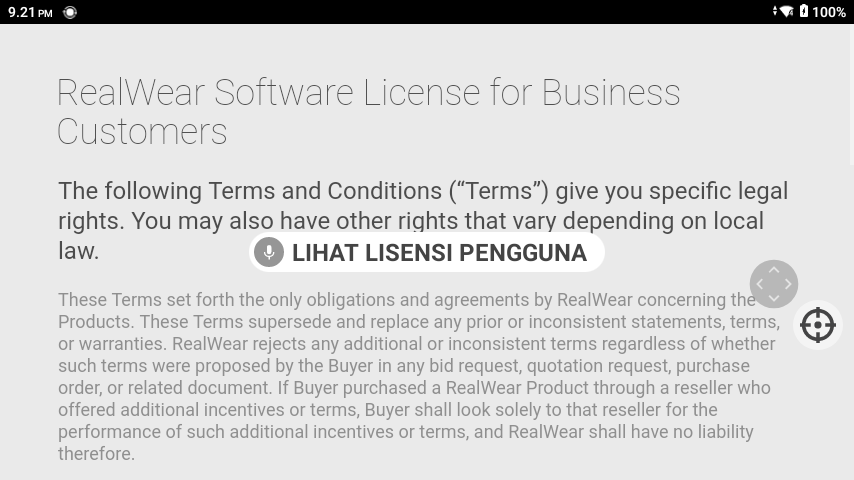 9.21 PM
100%
RealWear Software License for Business
Customers
The following Terms and Conditions (“Terms”) give you specific legal
rights. You may also have other rights that vary depending on local
law.
LIHAT LISENSI PENGGUNA
These Terms set forth the only obligations and agreements by RealWear concerning the
Products. These Terms supersede and replace any prior or inconsistent statements, terms,
or warranties. RealWear rejects any additional or inconsistent terms regardless of whether
such terms were proposed by the Buyer in any bid request, quotation request, purchase
order, or related document. If Buyer purchased a RealWear Product through a reseller who
offered additional incentives or terms, Buyer shall look solely to that reseller for the
performance of such additional incentives or terms, and RealWear shall have no liability
therefore.